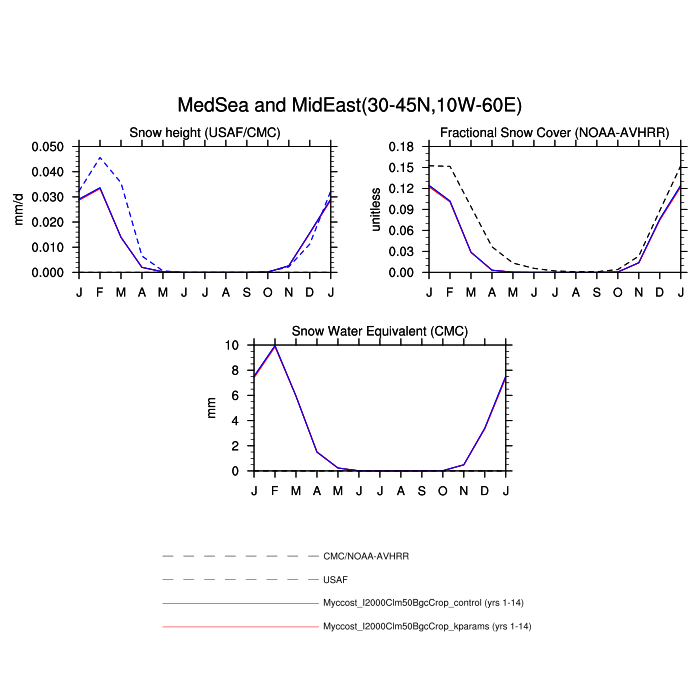 MedSea and MidEast(30-45N,10W-60E)
Snow height (USAF/CMC)
mm/d
0.050
0.040
0.030
0.020
0.010
0.000
J F M A M J J A S O N D J
Fractional Snow Cover (NOAA-AVHRR)
unitless
0.18
0.15
0.12
0.09
0.06
0.03
0.00
J F M A M J J A S O N D J
Snow Water Equivalent (CMC)
mm
10
8
6
4
2
0
J F M A M J J A S O N D J
CMC/NOAA-AVHRR
USAF
Myccost_I2000Clm50BgcCrop_control (yrs 1-14)
Myccost_I2000Clm50BgcCrop_kparams (yrs 1-14)